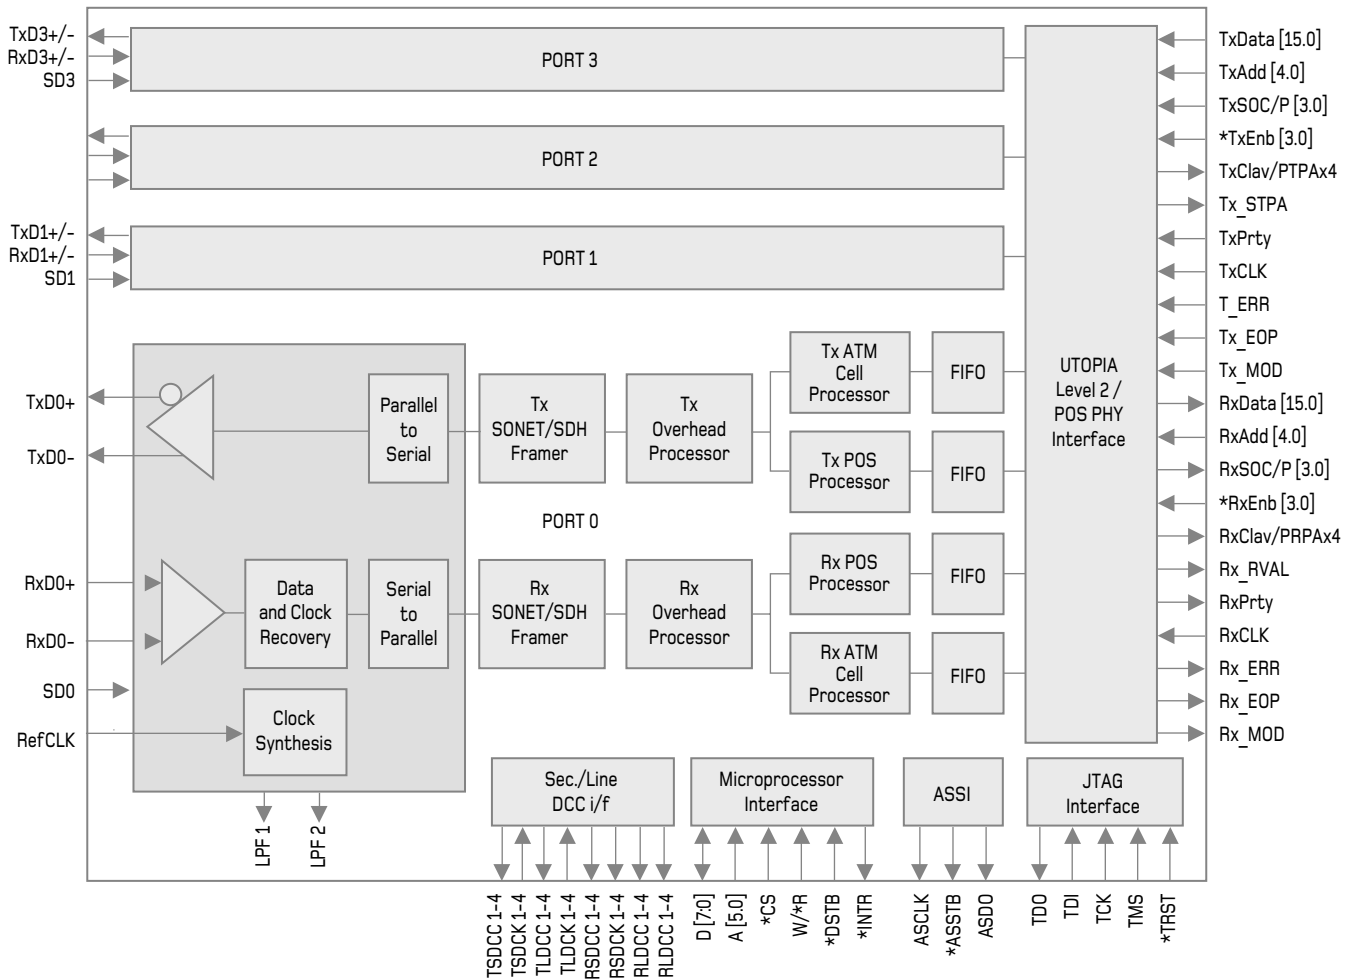 TxD3+/-
RxD3+/-
SD3
PORT 3
PORT 2
TxD1+/-
RxD1+/-
SD1
PORT 1
TxD0+
TxD0-
Parallel
to
Serial
Tx
SONET/SDH
Framer
Tx
Overhead
Processor
Tx ATM
Cell
Processor
FIFO
Tx POS
Processor
FIFO
PORT 0
RxD0+
RxD0-
SD0
RefCLK
Data
and Clock
Recovery
Serial
to
Parallel
Rx
SONET/SDH
Framer
Rx
Overhead
Processor
Rx POS
Processor
FIFO
Rx ATM
Cell
Processor
FIFO
Clock
Synthesis
LPF 1
LPF 2
UTOPIA
Level 2 /
POS PHY
Interface
TxData [15.0]
TxAdd [4.0]
TxSOC/P [3.0]
*TxEnb [3.0]
TxClav/PTPAx4
Tx_STPA
TxPrty
TxCLK
T_ERR
Tx_EOP
Tx_MOD
RxData [15.0]
RxAdd [4.0]
RxSOC/P [3.0]
*RxEnb [3.0]
RxClav/PRPAx4
Rx_RVAL
RxPrty
RxCLK
Rx_ERR
Rx_EOP
Rx_MOD
Sec./Line
DCC i/f
TSDCC 1-4
TSDCK 1-4
TLDCC 1-4
TLDCK 1-4
RSDCC 1-4
RSDCK 1-4
RLDCC 1-4
RLDCC 1-4
Microprocessor
Interface
D [7:0]
A [5.0]
*CS
W/*R
*DSTB
*INTR
ASSI
ASCLK
*ASSTB
ASDO
JTAG
Interface
TDO
TDI
TCK
TMS
*TRST